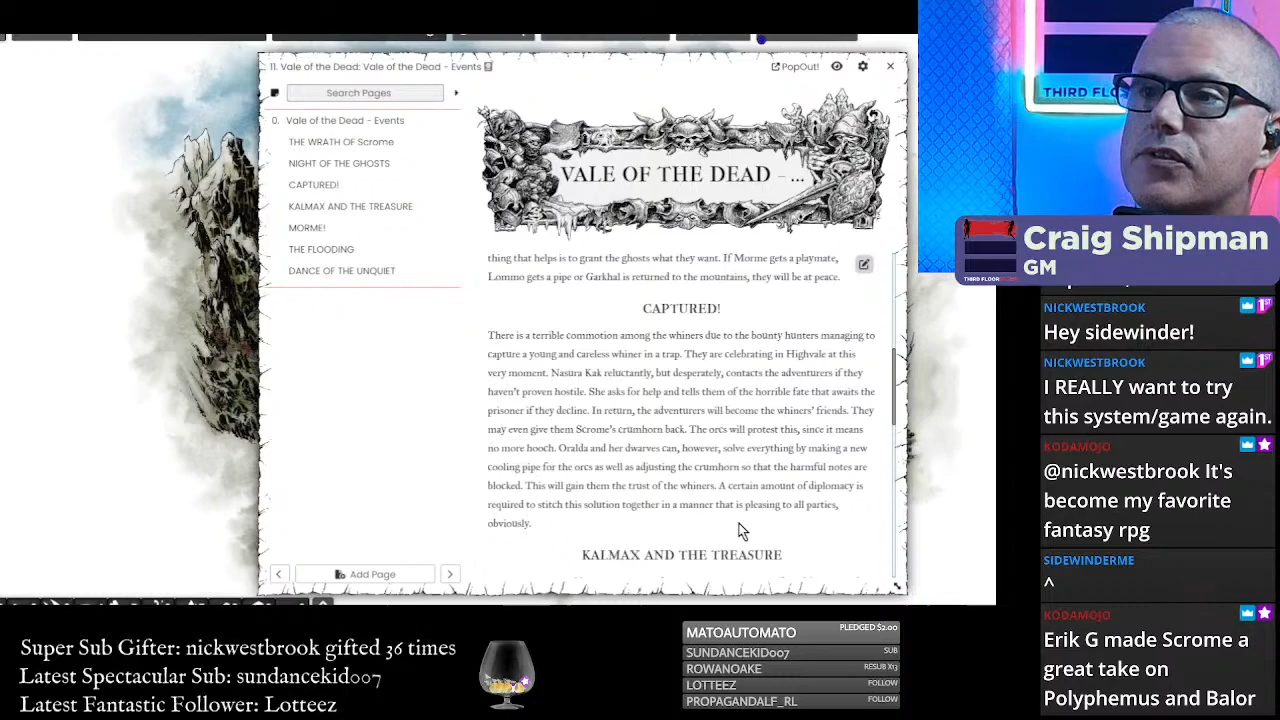 11. Vale of the Dead: Vale of the Dead - Events
PopOut!
Search Pages
0. Vale of the Dead - Events
THE WRATH OF Scrome
NIGHT OF THE GHOSTS
CAPTURED!
KALMAX AND THE TREASURE
MORME!
THE FLOODING
DANCE OF THE UNQUIET
Add Page
VALE OF THE DEAD - ...
thing that helps is to grant the ghosts what they want. If Morme gets a playmate,
Lommo gets a pipe or Garkhal is returned to the mountains, they will be at peace.
CAPTURED!
There is a terrible commotion among the whiners due to the bounty hunters managing to
capture a young and careless whiner in a trap. They are celebrating in Highvale at this
very moment. Nasura Kak reluctantly, but desperately, contacts the adventurers if they
haven't proven hostile. She asks for help and tells them of the horrible fate that awaits the
prisoner if they decline. In return, the adventurers will become the whiners' friends. They
may even give them Scrome's crumhorn back. The orcs will protest this, since it means
no more hooch. Oralda and her dwarves can, however, solve everything by making a new
cooling pipe for the orcs as well as adjusting the crumhorn so that the harmful notes are
blocked. This will gain them the trust of the whiners. A certain amount of diplomacy is
required to stitch this solution together in a manner that is pleasing to all parties,
obviously.
KALMAX AND THE TREASURE
THIRD FLO
Craig Shipman
GM
THIRD FLOOR
NICKWESTBROOK
Hey sidewinder!
NICKWESTBROOK
I REALLY want to try
this system/game again.
KODAMOJO
@nickwestbrook It's
become my favorite
fantasy rpg
SIDEWINDERME
^
KODAMOJO
Erik G made Scrome a
great take on
Polyphemus and Balor
Super Sub Gifter: nickwestbrook gifted 36 times
Latest Spectacular Sub: sundancekid007
Latest Fantastic Follower: Lotteez
MATOAUTOMATO PLEDGED $2.00
SUNDANCEKID007 SUB
ROWANOAKE RESUB X13
LOTTEEZ FOLLOW
PROPAGANDALF_RL FOLLOW